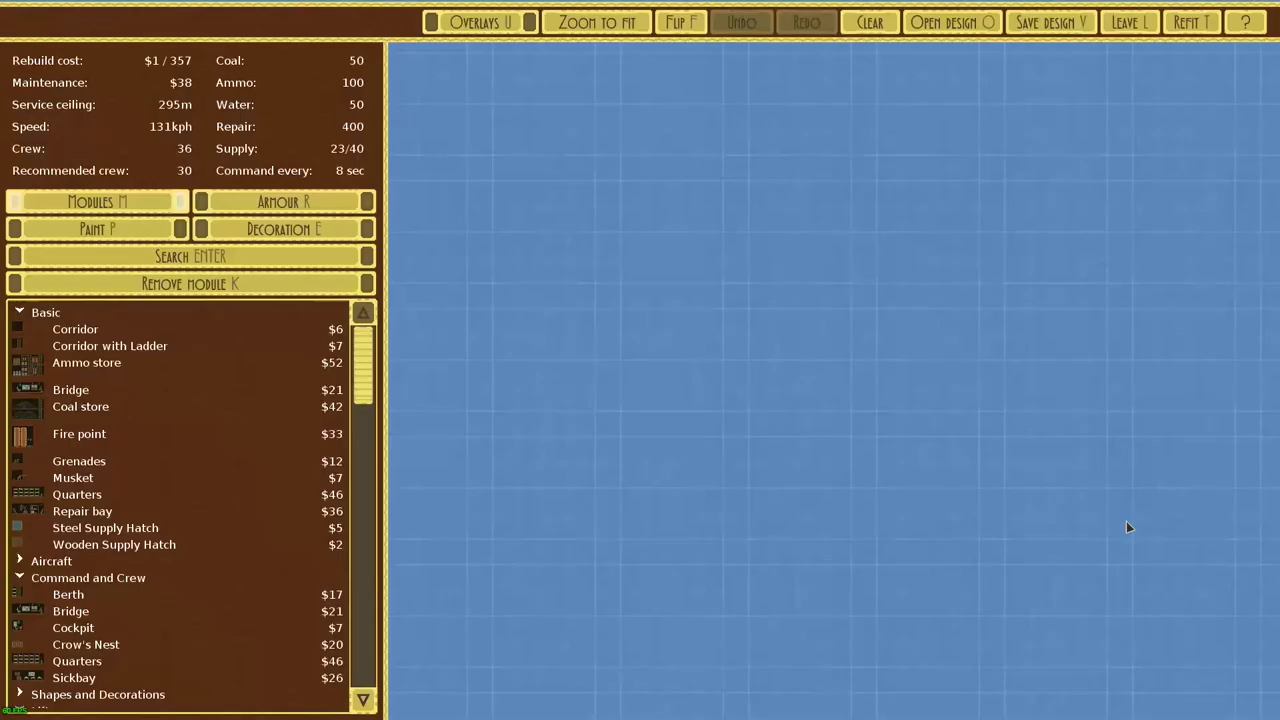 OVERLAYS U
ZOOM TO FIT
FLIP F
UNDO
REDO
CLEAR
OPEN DESIGN O
SAVE DESIGN V
LEAVE L
REFIT T
?
Rebuild cost: $1 / 357 Coal: 50
Maintenance: $38 Ammo: 100
Service ceiling: 295m Water: 50
Speed: 131kph Repair: 400
Crew: 36 Supply: 23/40
Recommended crew: 30 Command every: 8 sec
MODULES M
ARMOUR R
PAINT P
DECORATION E
SEARCH ENTER
REMOVE MODULE K
Basic
Corridor $6
Corridor with Ladder $7
Ammo store $52
Bridge $21
Coal store $42
Fire point $33
Grenades $12
Musket $7
Quarters $46
Repair bay $36
Steel Supply Hatch $5
Wooden Supply Hatch $2
Aircraft
Command and Crew
Berth $17
Bridge $21
Cockpit $7
Crow's Nest $20
Quarters $46
Sickbay $26
Shapes and Decorations